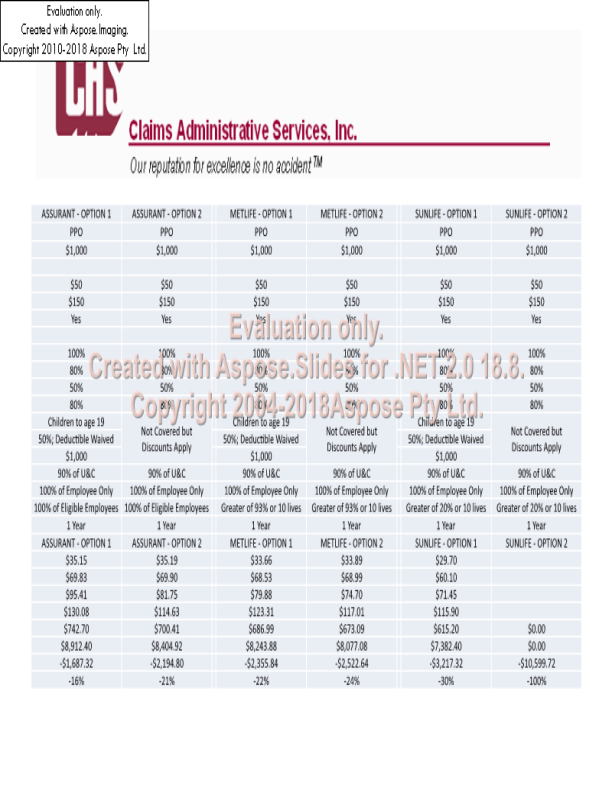 Evaluation only.
Created with Aspose.Imaging.
Copyright 2010-2018 Aspose Pty Ltd.
CHS
Claims Administrative Services, Inc.
Our reputation for excellence is no accident™
ASSURANT - OPTION 1 ASSURANT - OPTION 2 METLIFE - OPTION 1 METLIFE - OPTION 2 SUNLIFE - OPTION 1 SUNLIFE - OPTION 2
PPO PPO PPO PPO PPO PPO
$1,000 $1,000 $1,000 $1,000 $1,000 $1,000
$50 $50 $50 $50 $50 $50
$150 $150 $150 $150 $150 $150
Yes Yes Yes Yes Yes Yes
Evaluation only.
100% 100% 100% 100% 100% 100%
Created with Aspose.Slides for .NET 2.0 18.8.
80% 80% 80% 80% 80%
50% 50% 50% 50% 50% 50%
80% 80% 80% 80%
Copyright 2004-2018Aspose Pty Ltd.
Children to age 19 Children to age 19 Children to age 19
Not Covered but Not Covered but Not Covered but
50%; Deductible Waived 50%; Deductible Waived 50%; Deductible Waived
Discounts Apply Discounts Apply Discounts Apply
$1,000 $1,000 $1,000
90% of U&C 90% of U&C 90% of U&C 90% of U&C 90% of U&C 90% of U&C
100% of Employee Only 100% of Employee Only 100% of Employee Only 100% of Employee Only 100% of Employee Only 100% of Employee Only
100% of Eligible Employees 100% of Eligible Employees Greater of 93% or 10 lives Greater of 93% or 10 lives Greater of 20% or 10 lives Greater of 20% or 10 lives
1 Year 1 Year 1 Year 1 Year 1 Year 1 Year
ASSURANT - OPTION 1 ASSURANT - OPTION 2 METLIFE - OPTION 1 METLIFE - OPTION 2 SUNLIFE - OPTION 1 SUNLIFE - OPTION 2
$35.15 $35.19 $33.66 $33.89 $29.70
$69.83 $69.90 $68.53 $68.99 $60.10
$95.41 $81.75 $79.88 $74.70 $71.45
$130.08 $114.63 $123.31 $117.01 $115.90
$742.70 $700.41 $686.99 $673.09 $615.20 $0.00
$8,912.40 $8,404.92 $8,243.88 $8,077.08 $7,382.40 $0.00
-$1,687.32 -$2,194.80 -$2,355.84 -$2,522.64 -$3,217.32 -$10,599.72
-16% -21% -22% -24% -30% -100%